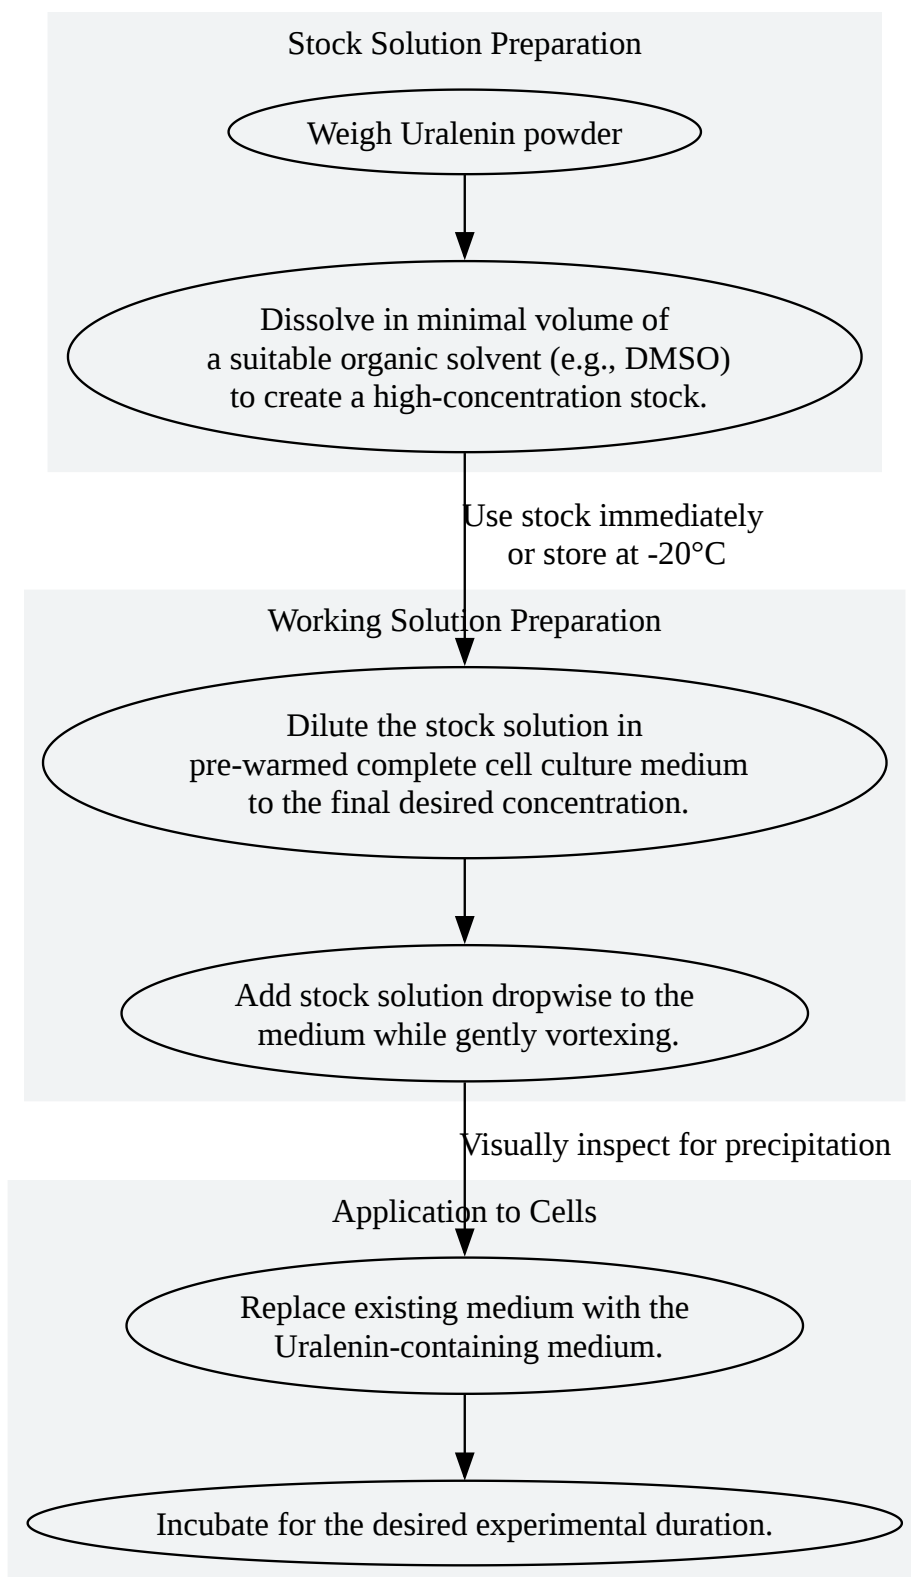 Stock Solution Preparation
Weigh Uralenin powder
Dissolve in minimal volume of
a suitable organic solvent (e.g., DMSO)
to create a high-concentration stock.
Use stock immediately
or store at -20°C
Working Solution Preparation
Dilute the stock solution in
pre-warmed complete cell culture medium
to the final desired concentration.
Add stock solution dropwise to the
medium while gently vortexing.
Visually inspect for precipitation
Application to Cells
Replace existing medium with the
Uralenin-containing medium.
Incubate for the desired experimental duration.